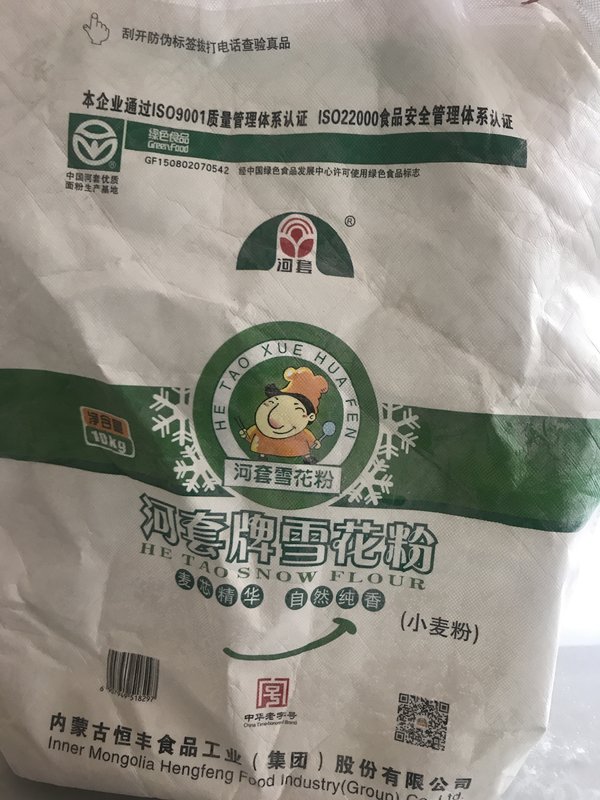 刮开防伪标签拨打电话查验真品
本企业通过ISO9001质量管理体系认证 ISO22000食品安全管理体系认证
绿色食品
GreenFood
®
GF150802070542 经中国绿色食品发展中心许可使用绿色食品标志
中国河套优质
面粉生产基地
®
河套
HE TAO XUE HUA FEN
净含量
10kg
河套雪花粉
河套牌雪花粉
HE TAO SNOW FLOUR
麦芯精华 自然纯香
(小麦粉)
中华老字号
China Time-honored Brand
内蒙古恒丰食品工业(集团)股份有限公司
Inner Mongolia Hengfeng Food Industry(Group) Co.,Ltd